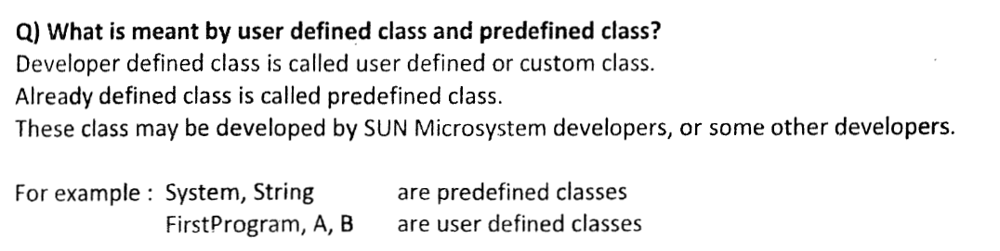 Q) What is meant by user defined class and predefined class?
Developer defined class is called user defined or custom class.
Already defined class is called predefined class.
These class may be developed by SUN Microsystem developers, or some other developers.
For example : System, String are predefined classes
FirstProgram, A, B are user defined classes